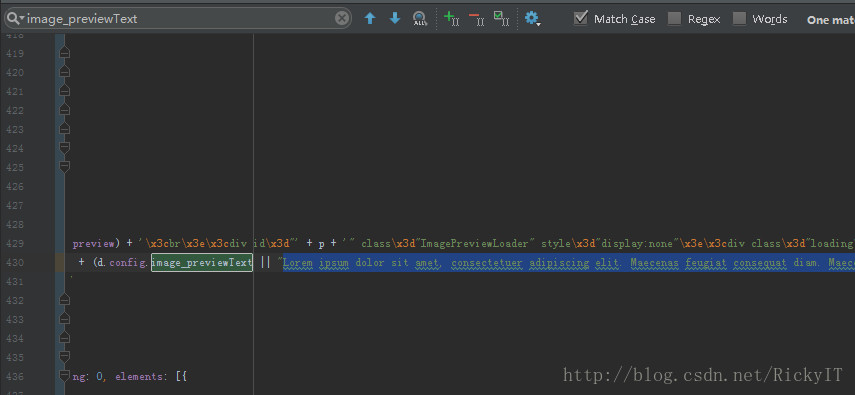 image_previewText
ALL
Match Case
Regex
Words
One mat
418
419
420
421
422
423
424
425
426
427
428
429 preview) + '\x3cbr\x3e\x3cdiv id\x3d"' + p + '" class\x3d"ImagePreviewLoader" style\x3d"display:none"\x3e\x3cdiv class\x3d"loading
430 + (d.config.image_previewText || "Lorem ipsum dolor sit amet, consectetuer adipiscing elit. Maecenas feugiat consequat diam. Maece
431
432
433
434
435
436 ng: 0, elements: [{
http://blog.csdn.net/RickyIT